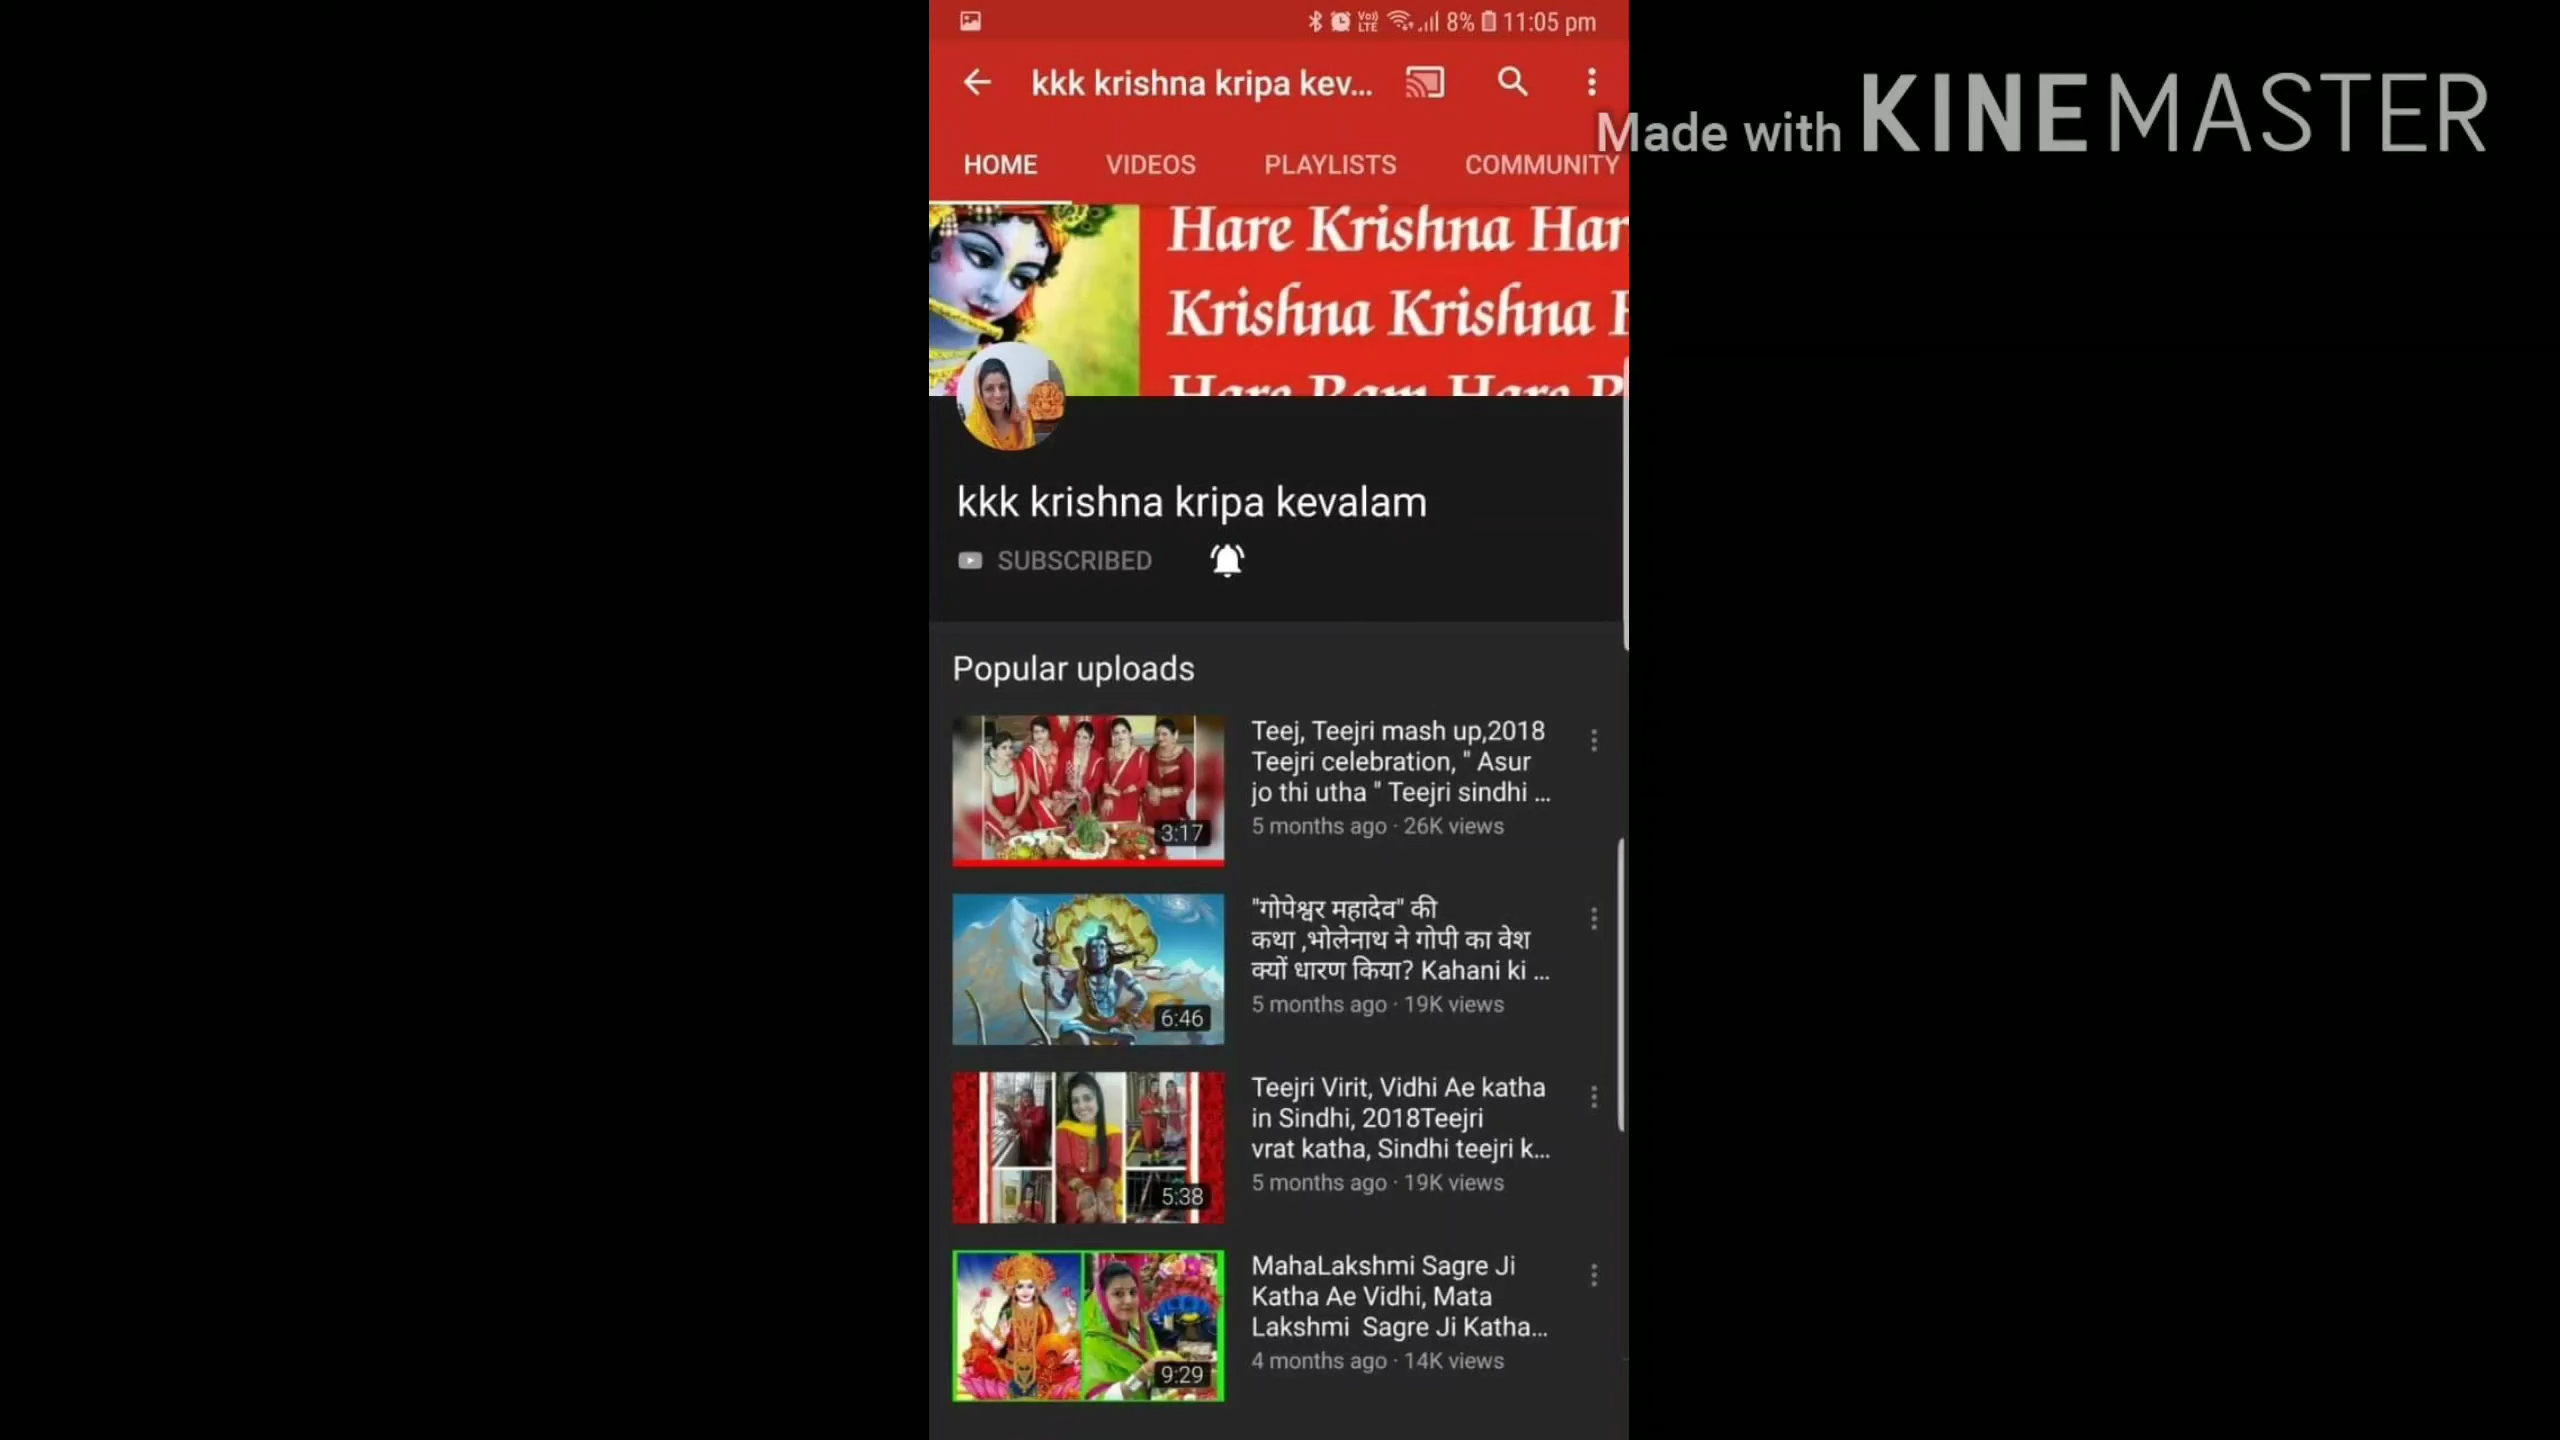 8% 11:05 pm
kkk krishna kripa kev...
Made with KINEMASTER
HOME VIDEOS PLAYLISTS COMMUNITY
Hare Krishna Har
Krishna Krishna
Hare Ram Hare
kkk krishna kripa kevalam
SUBSCRIBED
Popular uploads
Teej, Teejri mash up,2018
Teejri celebration, " Asur
jo thi utha " Teejri sindhi ...
5 months ago · 26K views
3:17
"गोपेश्वर महादेव" की
कथा ,भोलेनाथ ने गोपी का वेश
क्यों धारण किया? Kahani ki ...
5 months ago · 19K views
6:46
Teejri Virit, Vidhi Ae katha
in Sindhi, 2018Teejri
vrat katha, Sindhi teejri k...
5 months ago · 19K views
5:38
MahaLakshmi Sagre Ji
Katha Ae Vidhi, Mata
Lakshmi  Sagre Ji Katha...
4 months ago · 14K views
9:29